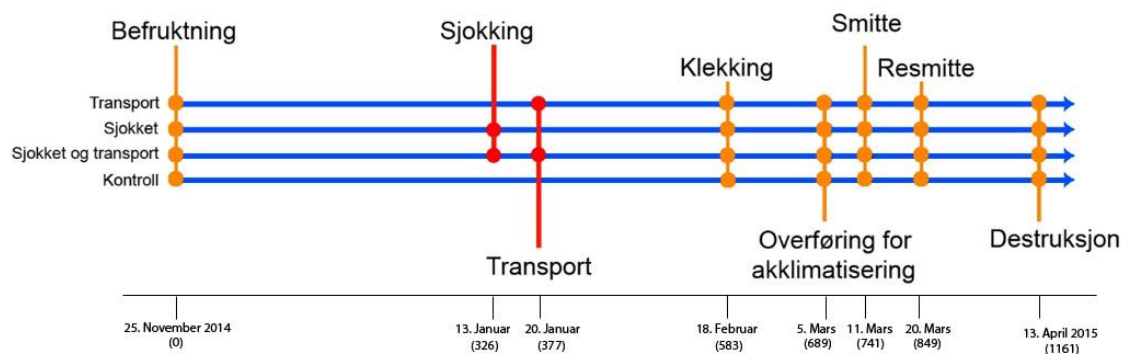 Befruktning
Sjokking
Smitte
Klekking
Resmitte
Transport
Sjokket
Sjokket og transport
Kontroll
Transport
Overføring for
akklimatisering
Destruksjon
25. November 2014
(0)
13. Januar
(326)
20. Januar
(377)
18. Februar
(583)
5. Mars
(689)
11. Mars
(741)
20. Mars
(849)
13. April 2015
(1161)